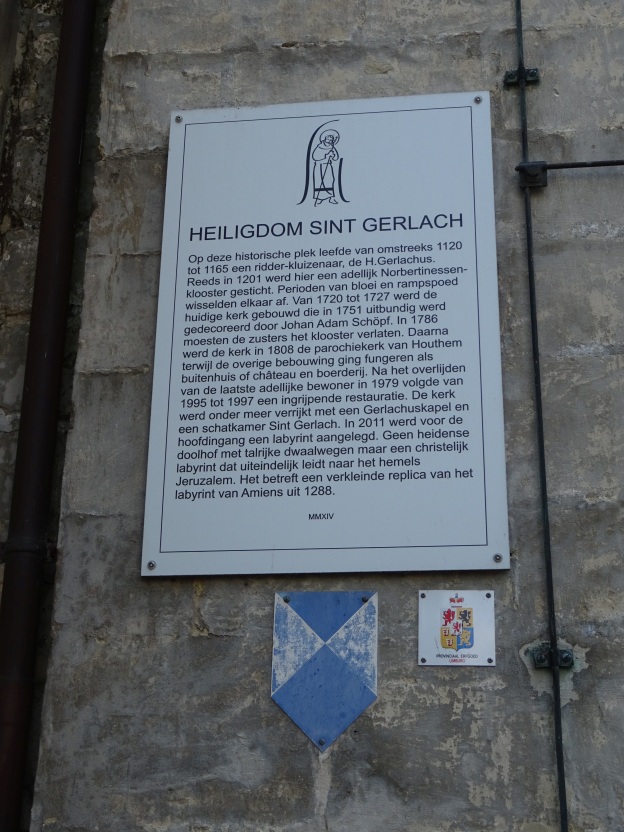 HEILIGDOM SINT GERLACH
Op deze historische plek leefde van omstreeks 1120
tot 1165 een ridder-kluizenaar, de H.Gerlachus.
Reeds in 1201 werd hier een adellijk Norbertinessen-
klooster gesticht. Perioden van bloei en rampspoed
wisselden elkaar af. Van 1720 tot 1727 werd de
huidige kerk gebouwd die in 1751 uitbundig werd
gedecoreerd door Johan Adam Schöpf. In 1786
moesten de zusters het klooster verlaten. Daarna
werd de kerk in 1808 de parochiekerk van Houthem
terwijl de overige bebouwing ging fungeren als
buitenhuis of château en boerderij. Na het overlijden
van de laatste adellijke bewoner in 1979 volgde van
1995 tot 1997 een ingrijpende restauratie. De kerk
werd onder meer verrijkt met een Gerlachuskapel en
een schatkamer Sint Gerlach. In 2011 werd voor de
hoofdingang een labyrint aangelegd. Geen heidense
doolhof met talrijke dwaalwegen maar een christelijk
labyrint dat uiteindelijk leidt naar het hemels
Jeruzalem. Het betreft een verkleinde replica van het
labyrint van Amiens uit 1288.
MMXIV
PROVINCIAAL ERFGOED
LIMBURG